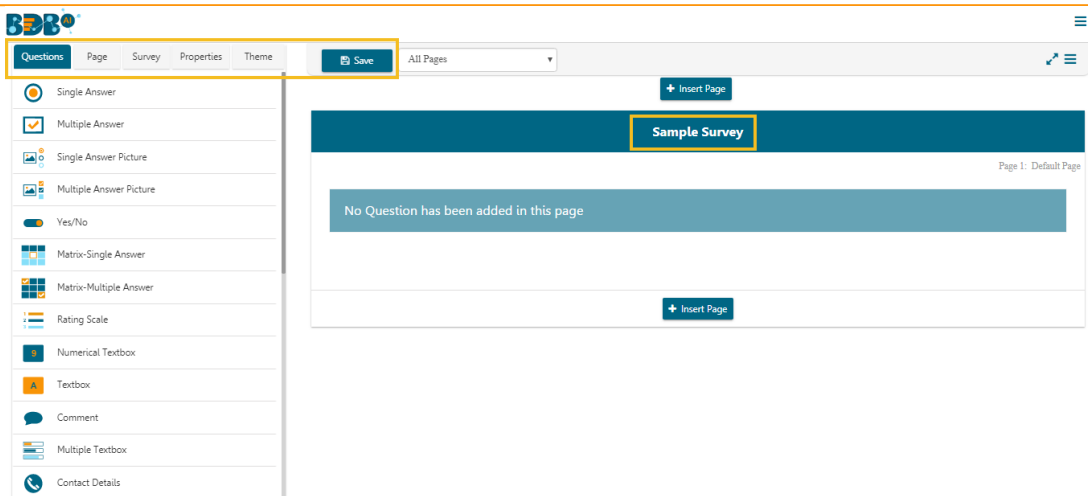 BDB AI
Questions Page Survey Properties Theme
Save
All Pages
Single Answer
Multiple Answer
Single Answer Picture
Multiple Answer Picture
Yes/No
Matrix-Single Answer
Matrix-Multiple Answer
Rating Scale
Numerical Textbox
Textbox
Comment
Multiple Textbox
Contact Details
+ Insert Page
Sample Survey
Page 1: Default Page
No Question has been added in this page
+ Insert Page